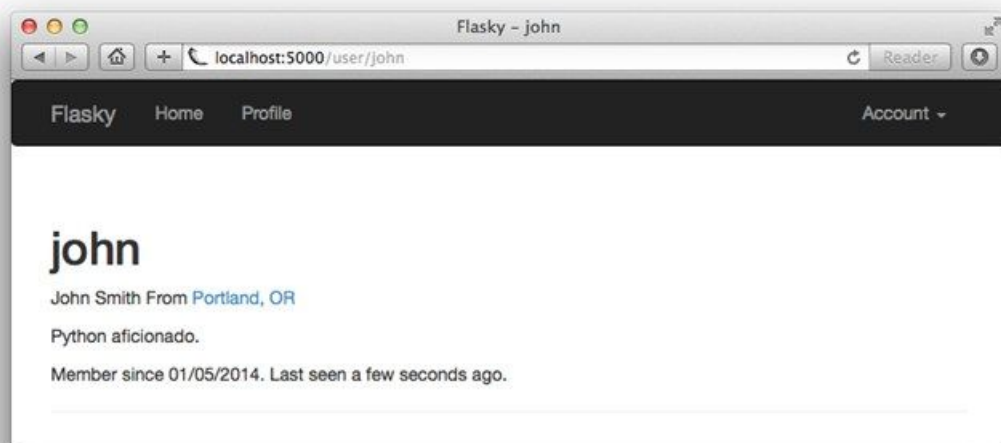 Flasky - john
localhost:5000/user/john
Reader
Flasky Home Profile Account
john
John Smith From Portland, OR
Python aficionado.
Member since 01/05/2014. Last seen a few seconds ago.